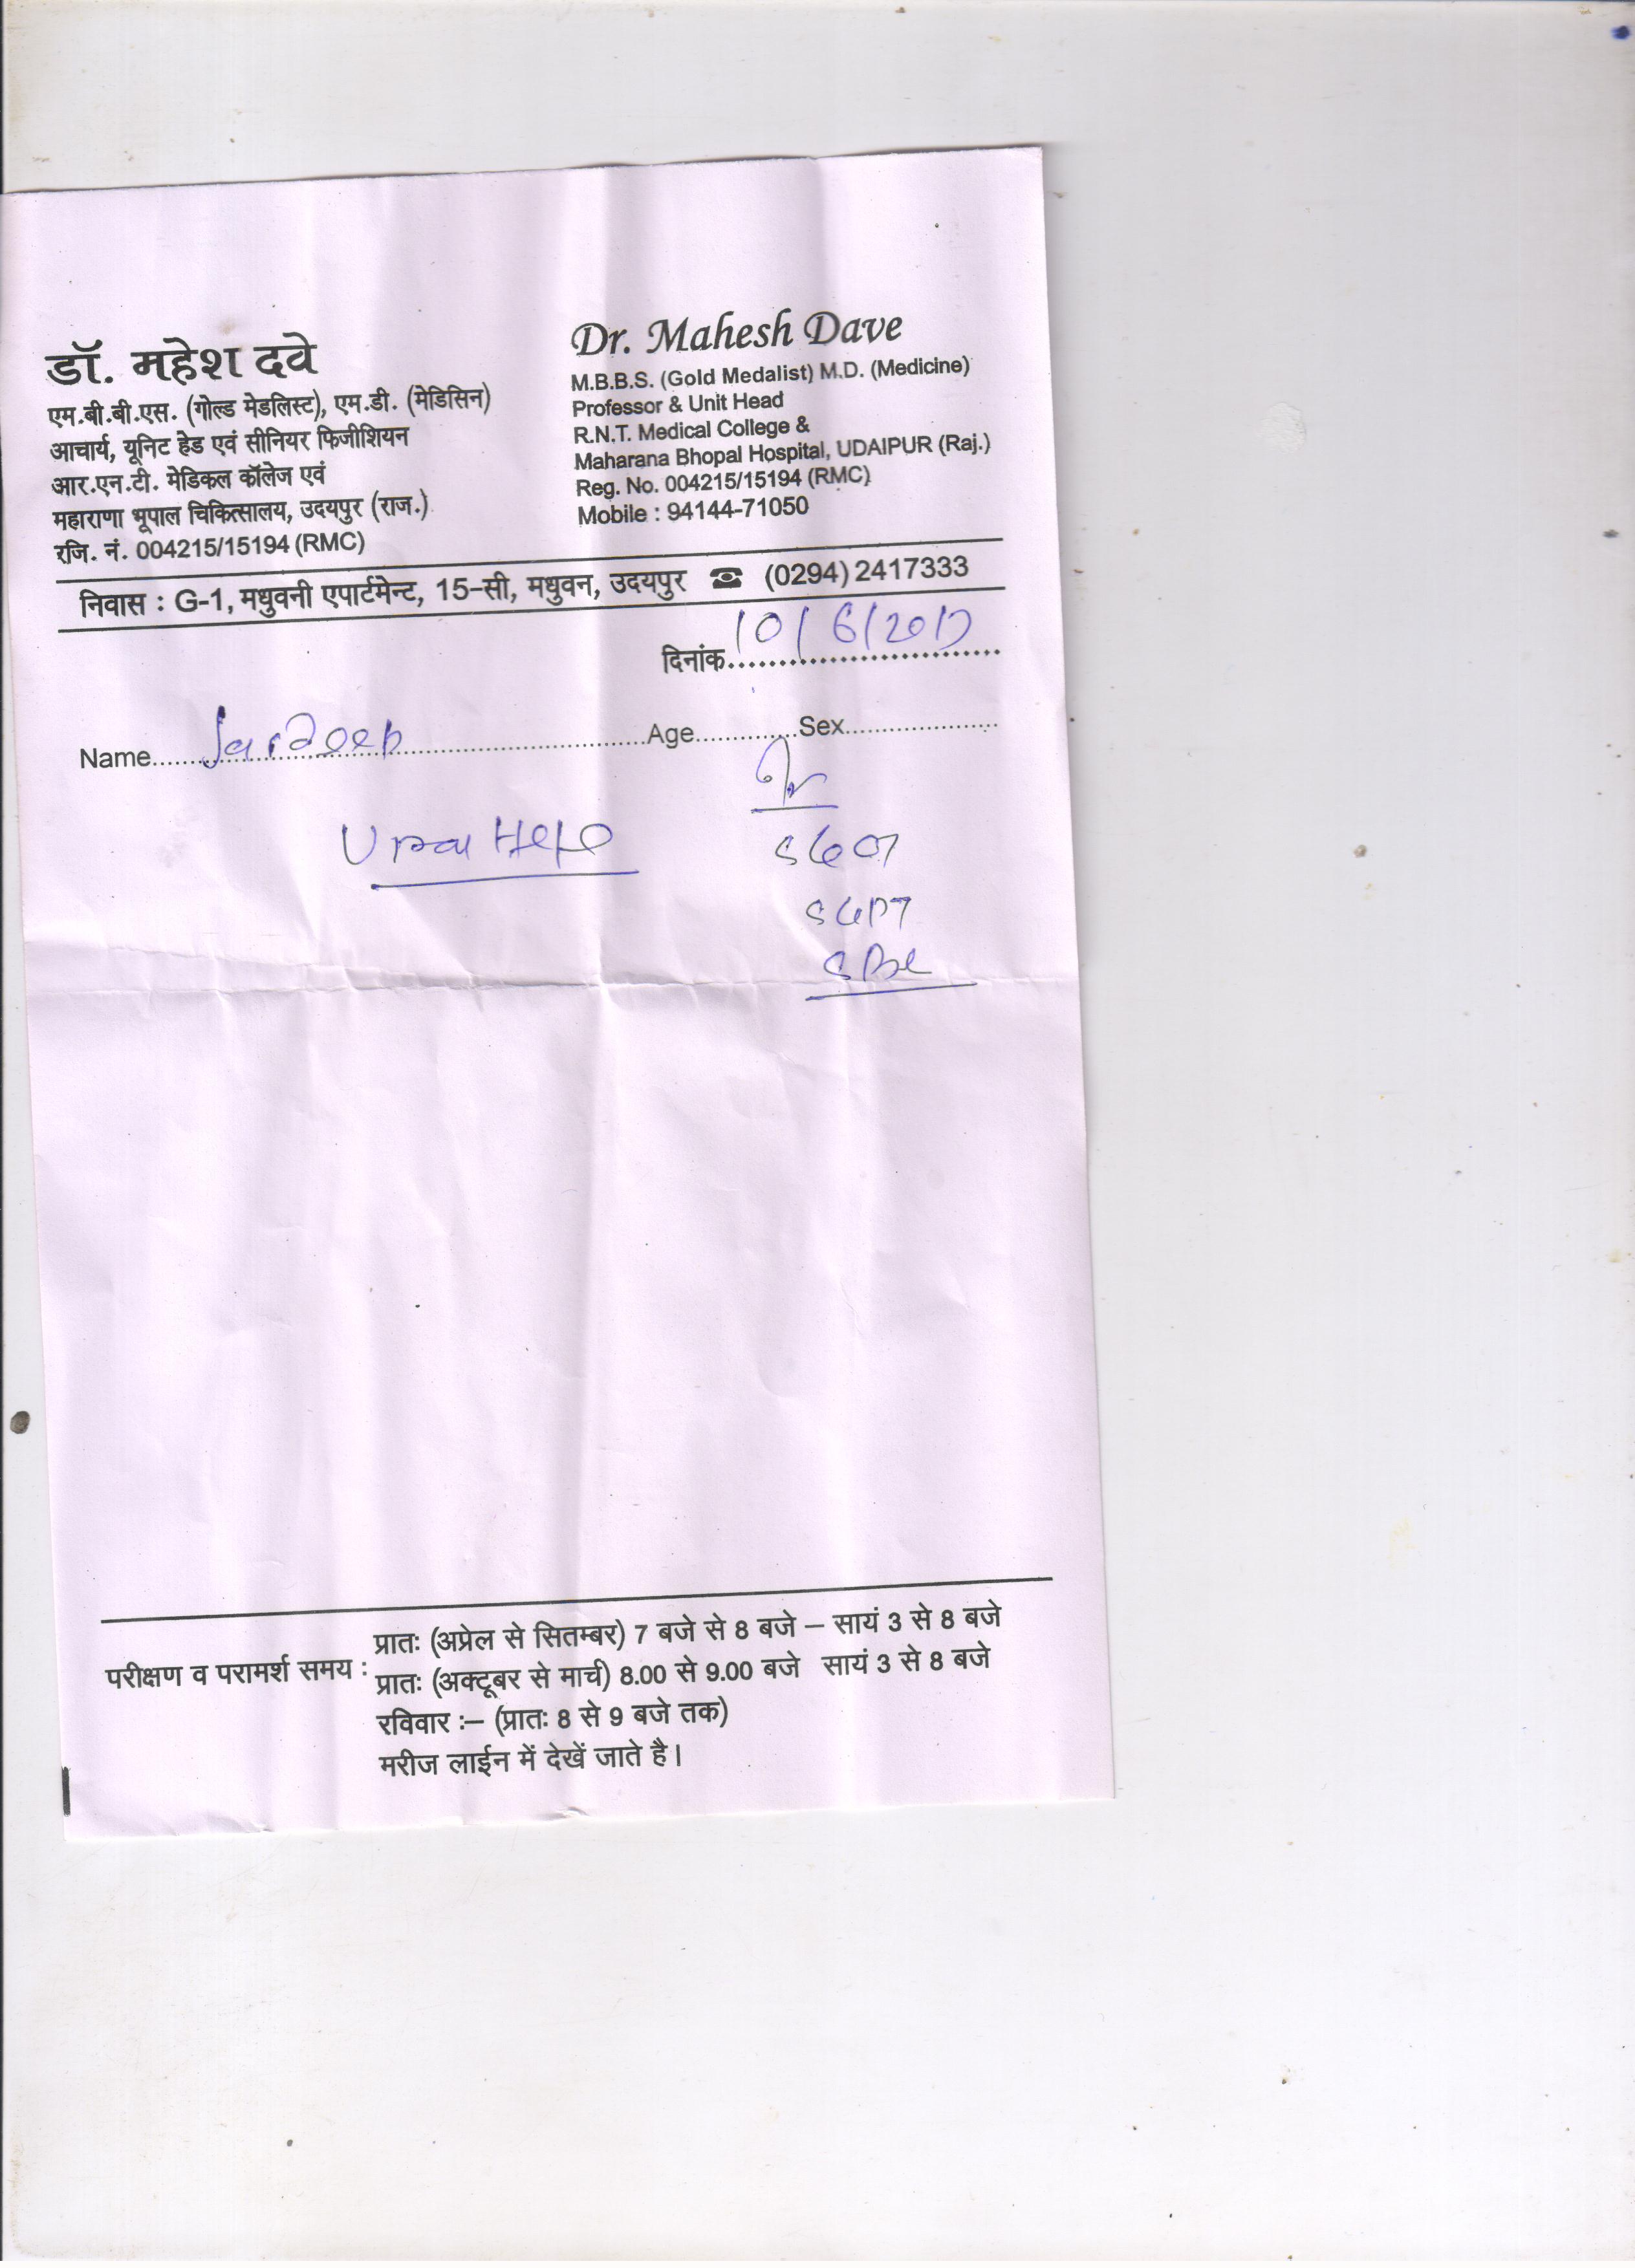 डॉ. महेश दवे
एम.बी.बी.एस. (गोल्ड मेडलिस्ट), एम.डी. (मेडिसिन)
आचार्य, यूनिट हेड एवं सीनियर फिजीशियन
आर.एन.टी. मेडिकल कॉलेज एवं
महाराणा भूपाल चिकित्सालय, उदयपुर (राज.)
रजि. नं. 004215/15194 (RMC)
Dr. Mahesh Dave
M.B.B.S. (Gold Medalist) M.D. (Medicine)
Professor & Unit Head
R.N.T. Medical College &
Maharana Bhopal Hospital, UDAIPUR (Raj.)
Reg. No. 004215/15194 (RMC)
Mobile : 94144-71050
निवास : G-1, मधुवनी एपार्टमेन्ट, 15-सी, मधुवन, उदयपुर ☎ (0294) 2417333
दिनांक 10/6/2017
Name Age Sex
SGOT
SGPT
परीक्षण व परामर्श समय :
प्रातः (अप्रेल से सितम्बर) 7 बजे से 8 बजे – सायं 3 से 8 बजे
प्रातः (अक्टूबर से मार्च) 8.00 से 9.00 बजे सायं 3 से 8 बजे
रविवार :– (प्रातः 8 से 9 बजे तक)
मरीज लाईन में देखें जाते है।